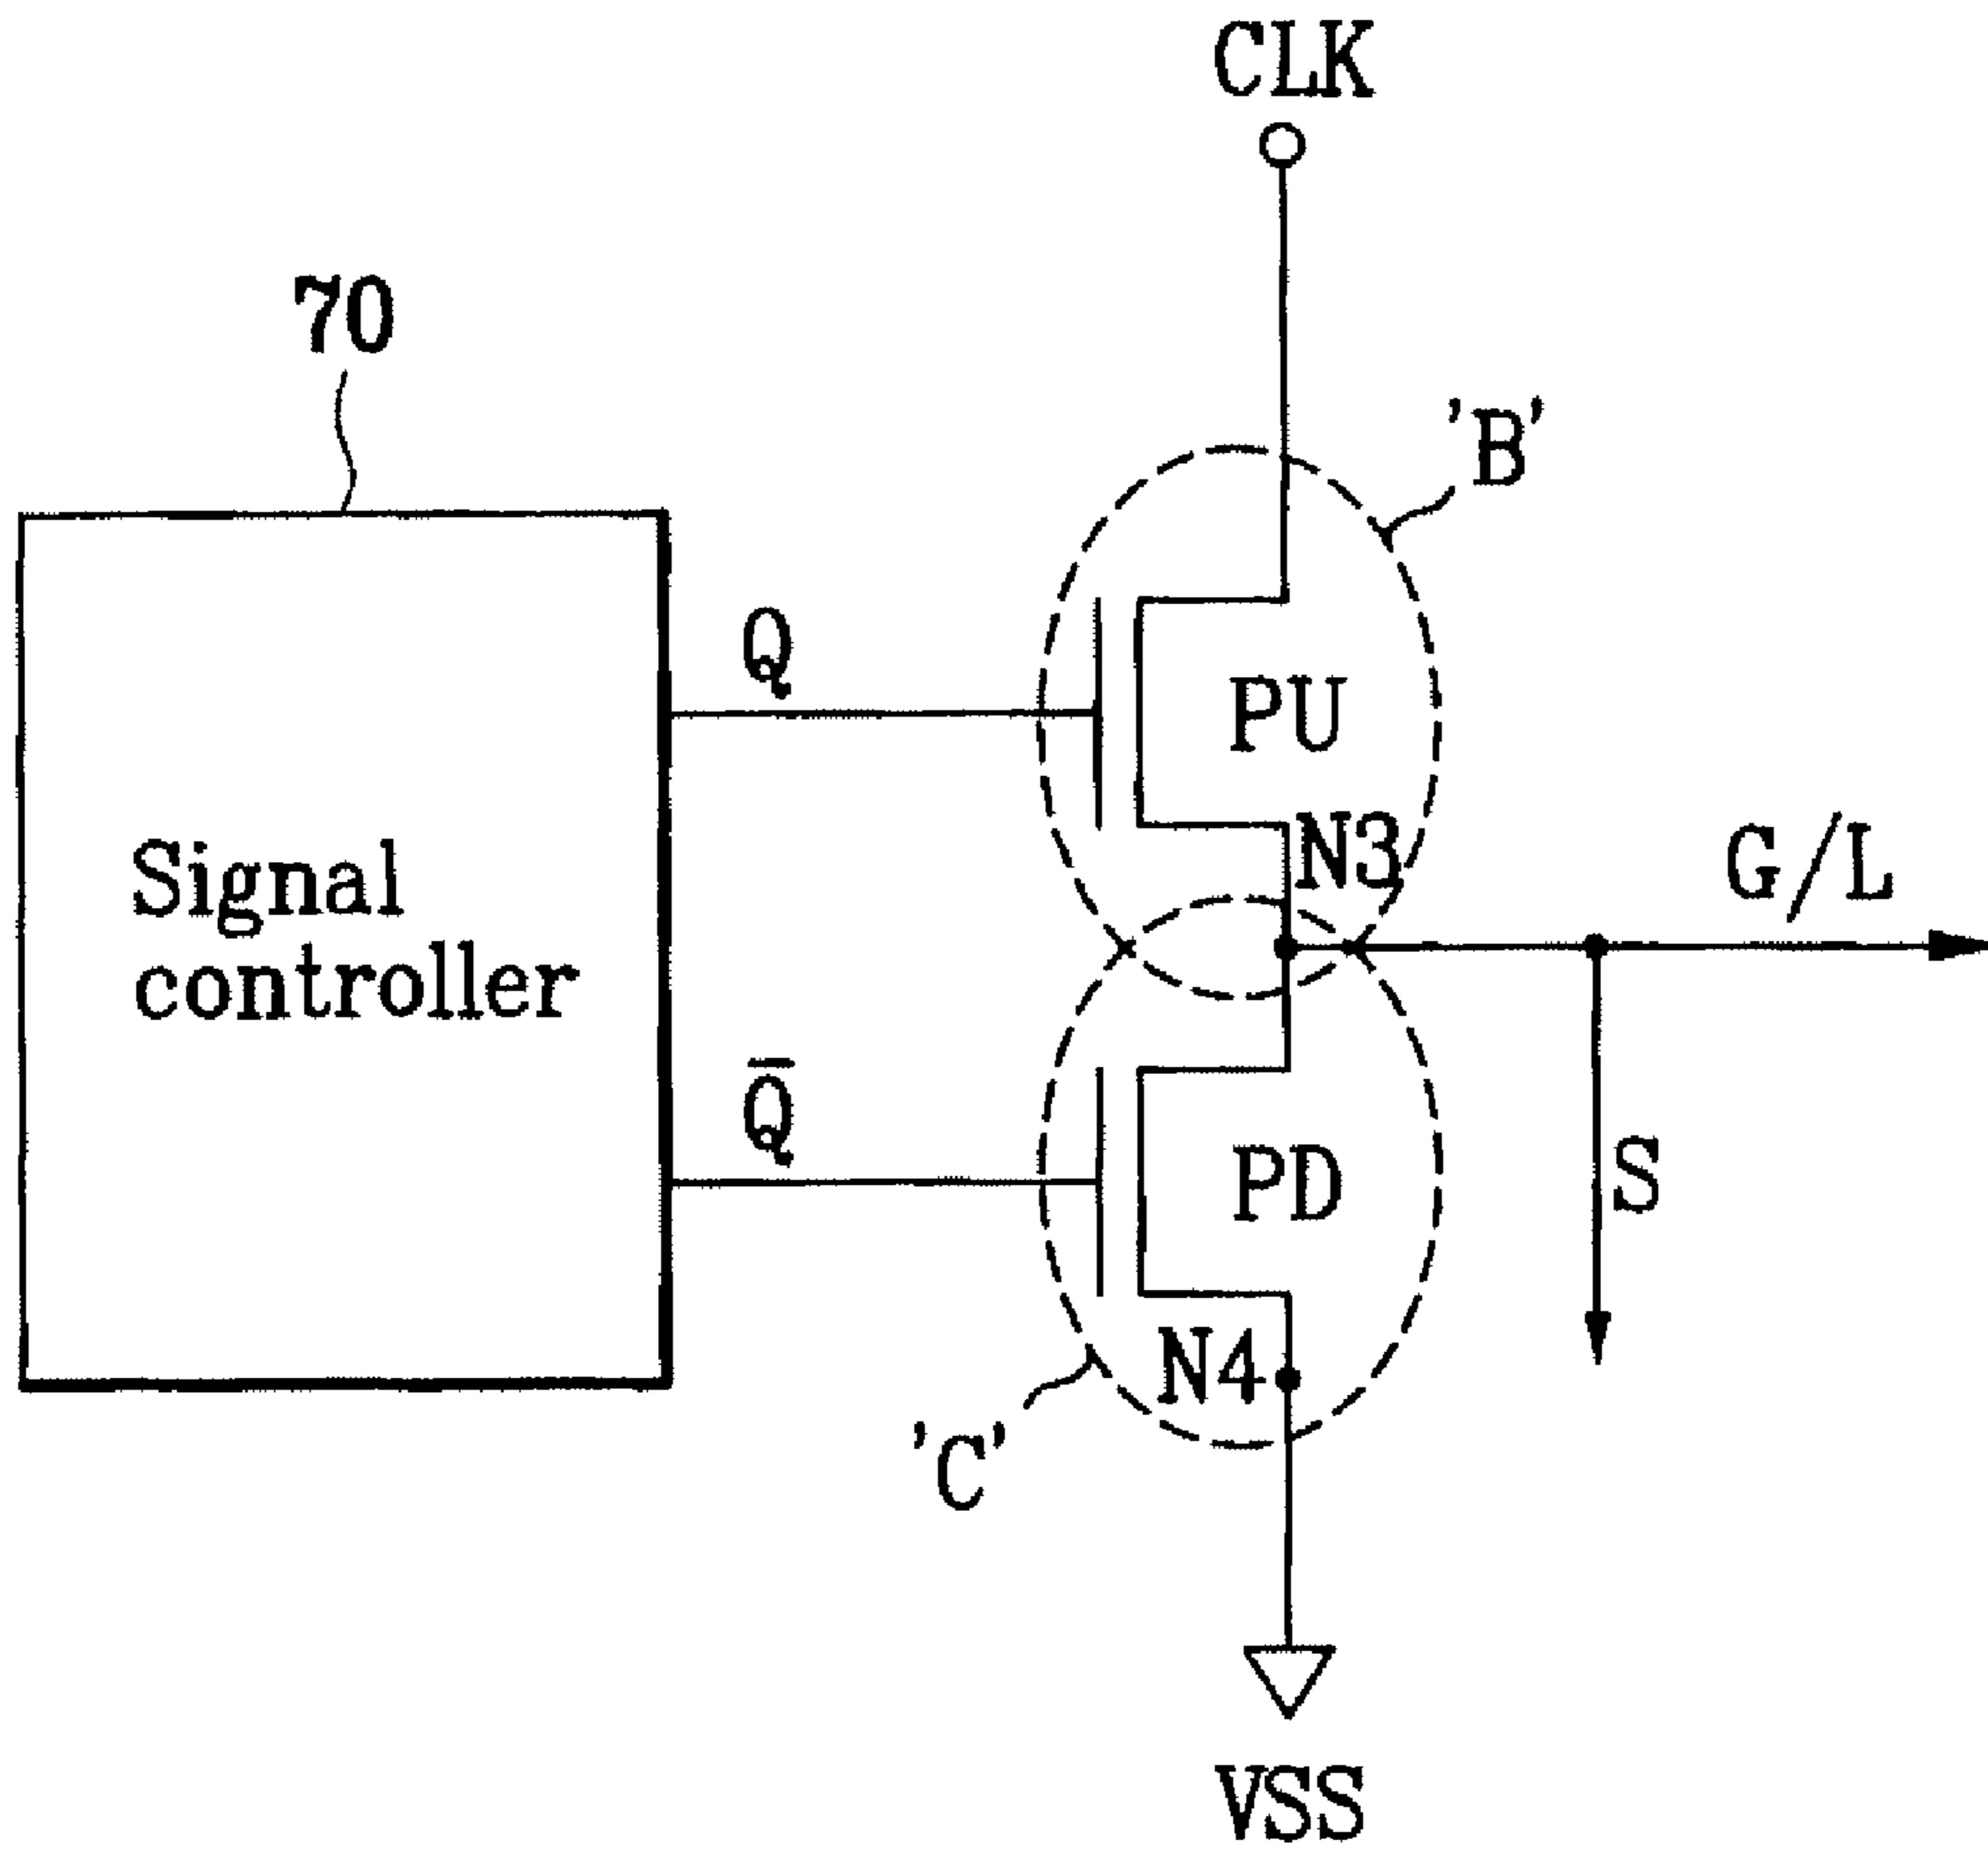 CLK
70
'B'
Q
PU
N3
G/L
Signal
controller
Q̅
PD
S
N4
'C'
VSS